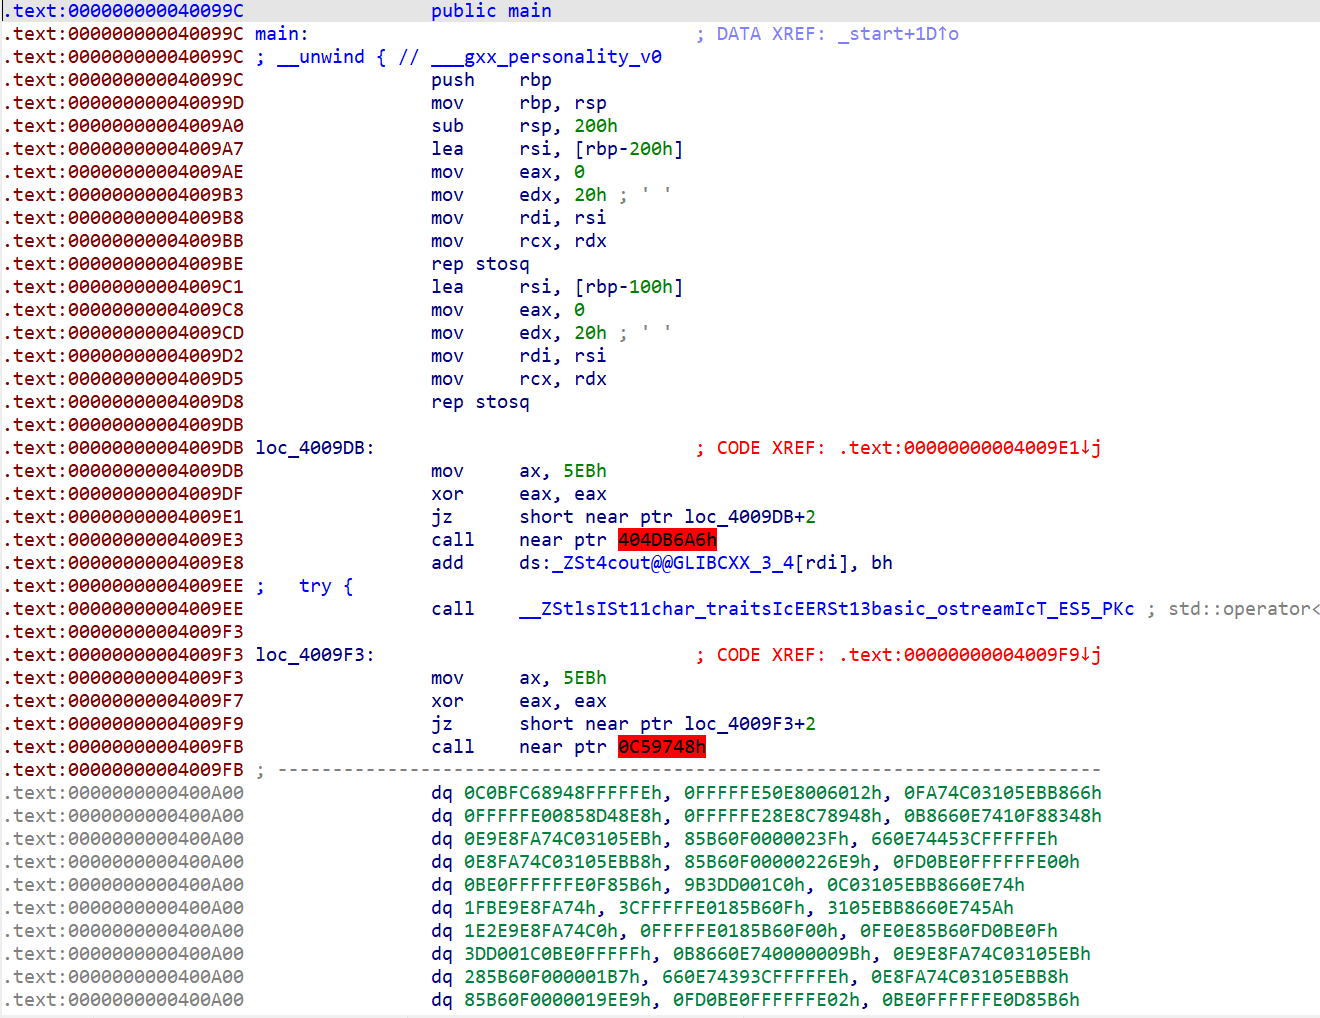 .text:000000000040099C                 public main
.text:000000000040099C main:                                   ; DATA XREF: _start+1D↑o
.text:000000000040099C ; __unwind { // ___gxx_personality_v0
.text:000000000040099C                 push    rbp
.text:000000000040099D                 mov     rbp, rsp
.text:00000000004009A0                 sub     rsp, 200h
.text:00000000004009A7                 lea     rsi, [rbp-200h]
.text:00000000004009AE                 mov     eax, 0
.text:00000000004009B3                 mov     edx, 20h ; ' '
.text:00000000004009B8                 mov     rdi, rsi
.text:00000000004009BB                 mov     rcx, rdx
.text:00000000004009BE                 rep stosq
.text:00000000004009C1                 lea     rsi, [rbp-100h]
.text:00000000004009C8                 mov     eax, 0
.text:00000000004009CD                 mov     edx, 20h ; ' '
.text:00000000004009D2                 mov     rdi, rsi
.text:00000000004009D5                 mov     rcx, rdx
.text:00000000004009D8                 rep stosq
.text:00000000004009DB
.text:00000000004009DB loc_4009DB:                             ; CODE XREF: .text:00000000004009E1↓j
.text:00000000004009DB                 mov     ax, 5EBh
.text:00000000004009DF                 xor     eax, eax
.text:00000000004009E1                 jz      short near ptr loc_4009DB+2
.text:00000000004009E3                 call    near ptr 404DB6A6h
.text:00000000004009E8                 add     ds:_ZSt4cout@@GLIBCXX_3_4[rdi], bh
.text:00000000004009EE ;   try {
.text:00000000004009EE                 call    __ZStlsISt11char_traitsIcEERSt13basic_ostreamIcT_ES5_PKc ; std::operator<
.text:00000000004009F3
.text:00000000004009F3 loc_4009F3:                             ; CODE XREF: .text:00000000004009F9↓j
.text:00000000004009F3                 mov     ax, 5EBh
.text:00000000004009F7                 xor     eax, eax
.text:00000000004009F9                 jz      short near ptr loc_4009F3+2
.text:00000000004009FB                 call    near ptr 0C59748h
.text:00000000004009FB ; ---------------------------------------------------------------------------
.text:0000000000400A00                 dq 0C0BFC68948FFFFFEh, 0FFFFFE50E8006012h, 0FA74C03105EBB866h
.text:0000000000400A00                 dq 0FFFFFE00858D48E8h, 0FFFFFE28E8C78948h, 0B8660E7410F88348h
.text:0000000000400A00                 dq 0E9E8FA74C03105EBh, 85B60F0000023Fh, 660E74453CFFFFFEh
.text:0000000000400A00                 dq 0E8FA74C03105EBB8h, 85B60F00000226E9h, 0FD0BE0FFFFFFE00h
.text:0000000000400A00                 dq 0BE0FFFFFFE0F85B6h, 9B3DD001C0h, 0C03105EBB8660E74h
.text:0000000000400A00                 dq 1FBE9E8FA74h, 3CFFFFFE0185B60Fh, 3105EBB8660E745Ah
.text:0000000000400A00                 dq 1E2E9E8FA74C0h, 0FFFFFE0185B60F00h, 0FE0E85B60FD0BE0Fh
.text:0000000000400A00                 dq 3DD001C0BE0FFFFFh, 0B8660E740000009Bh, 0E9E8FA74C03105EBh
.text:0000000000400A00                 dq 285B60F000001B7h, 660E74393CFFFFFEh, 0E8FA74C03105EBB8h
.text:0000000000400A00                 dq 85B60F0000019EE9h, 0FD0BE0FFFFFFE02h, 0BE0FFFFFFE0D85B6h